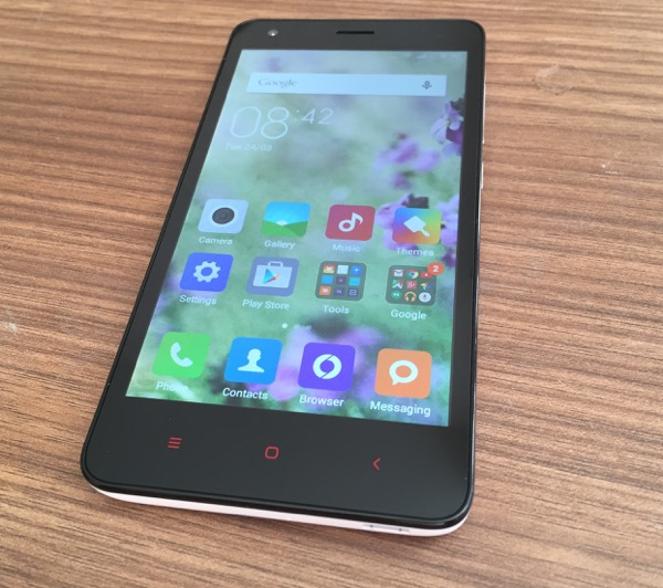 Google
08:42
Tue 24/03
Camera Gallery Music Themes
Settings Play Store Tools Google
2
Phone Contacts Browser Messaging